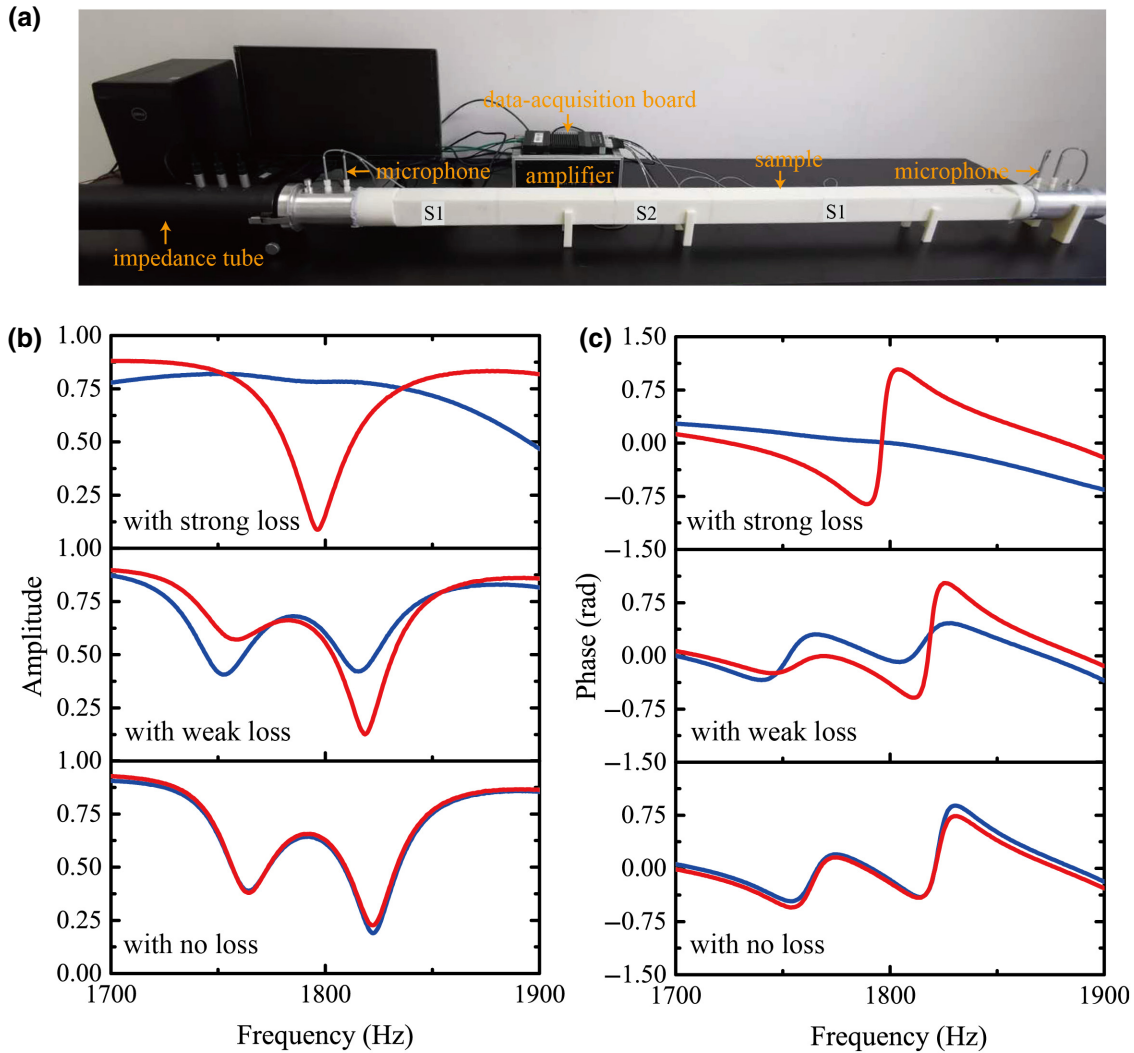 (a)
data-acquisition board
microphone
amplifier
sample
microphone
S1
S2
S1
impedance tube
(b)
1.00
0.75
0.50
0.25
with strong loss
1.00
0.75
0.50
0.25
with weak loss
1.00
0.75
0.50
0.25
with no loss
0.00
Amplitude
1700
1800
1900
Frequency (Hz)
(c)
1.50
0.75
0.00
−0.75
with strong loss
−1.50
0.75
0.00
−0.75
with weak loss
−1.50
0.75
0.00
−0.75
with no loss
−1.50
Phase (rad)
1700
1800
1900
Frequency (Hz)